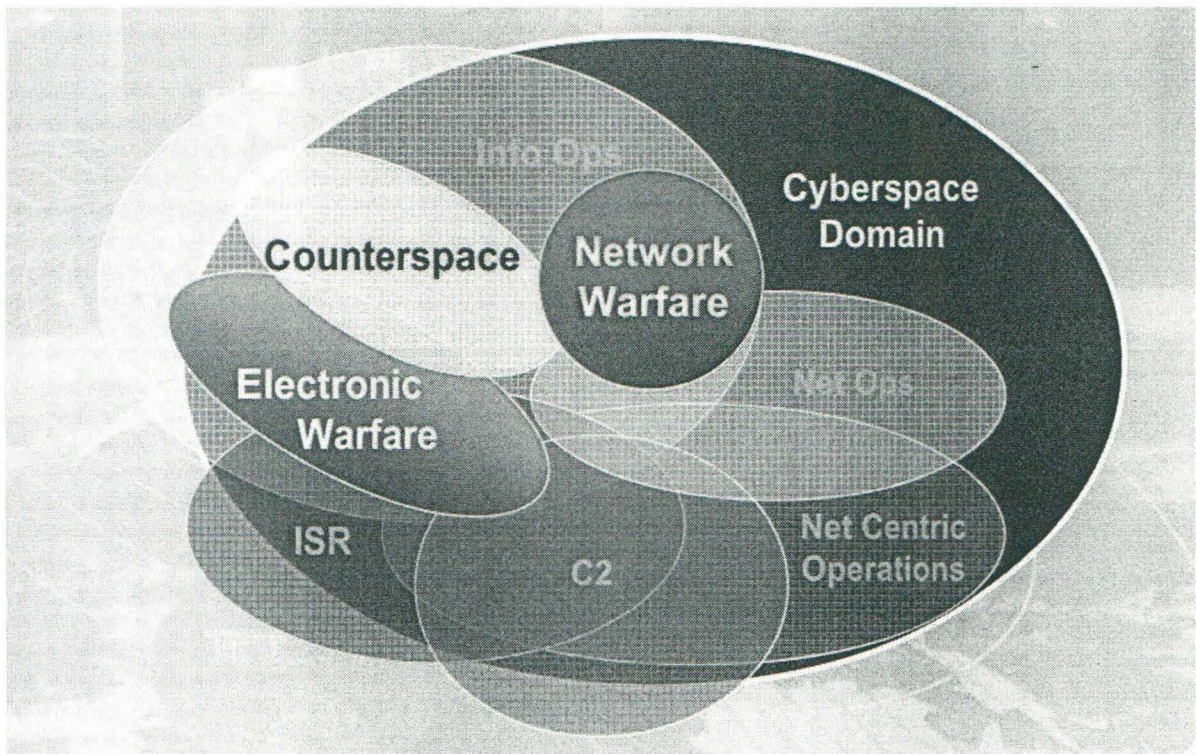 Info Ops
Cyberspace
Domain
Counterspace
Network
Warfare
Electronic
Warfare
Net Ops
ISR
C2
Net Centric
Operations